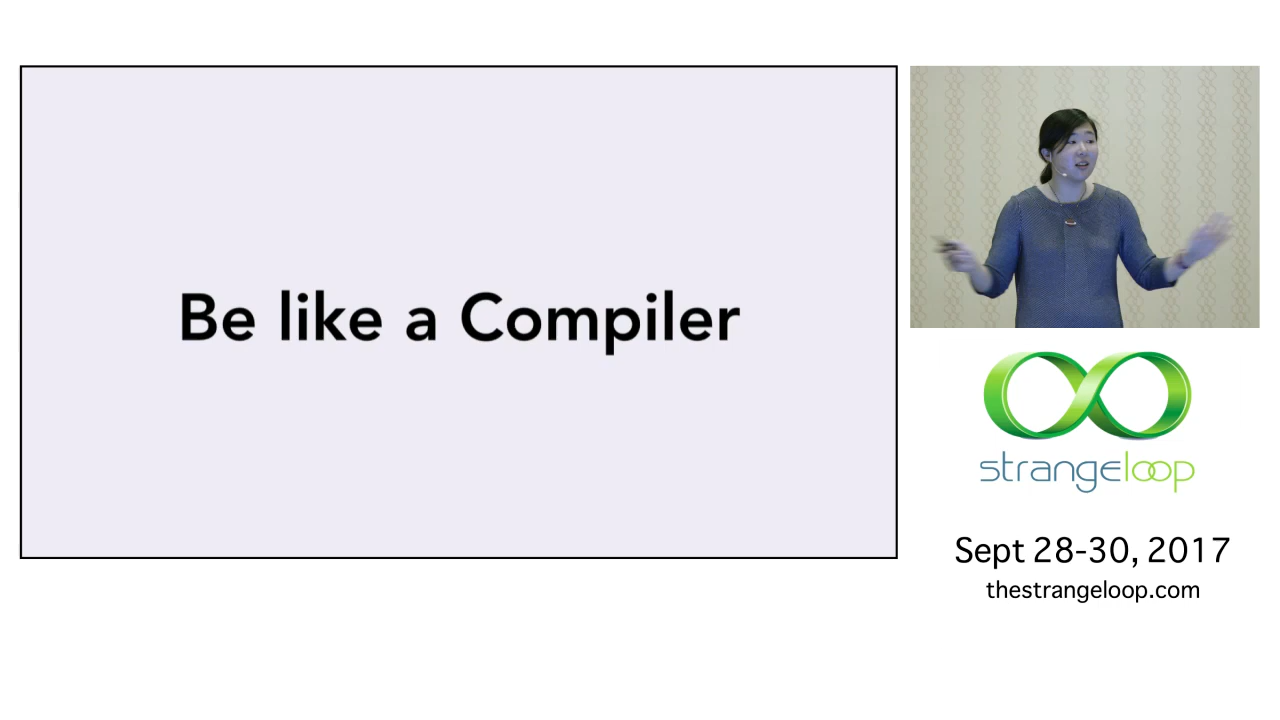 Be like a Compiler
strangeloop
Sept 28-30, 2017
thestrangeloop.com